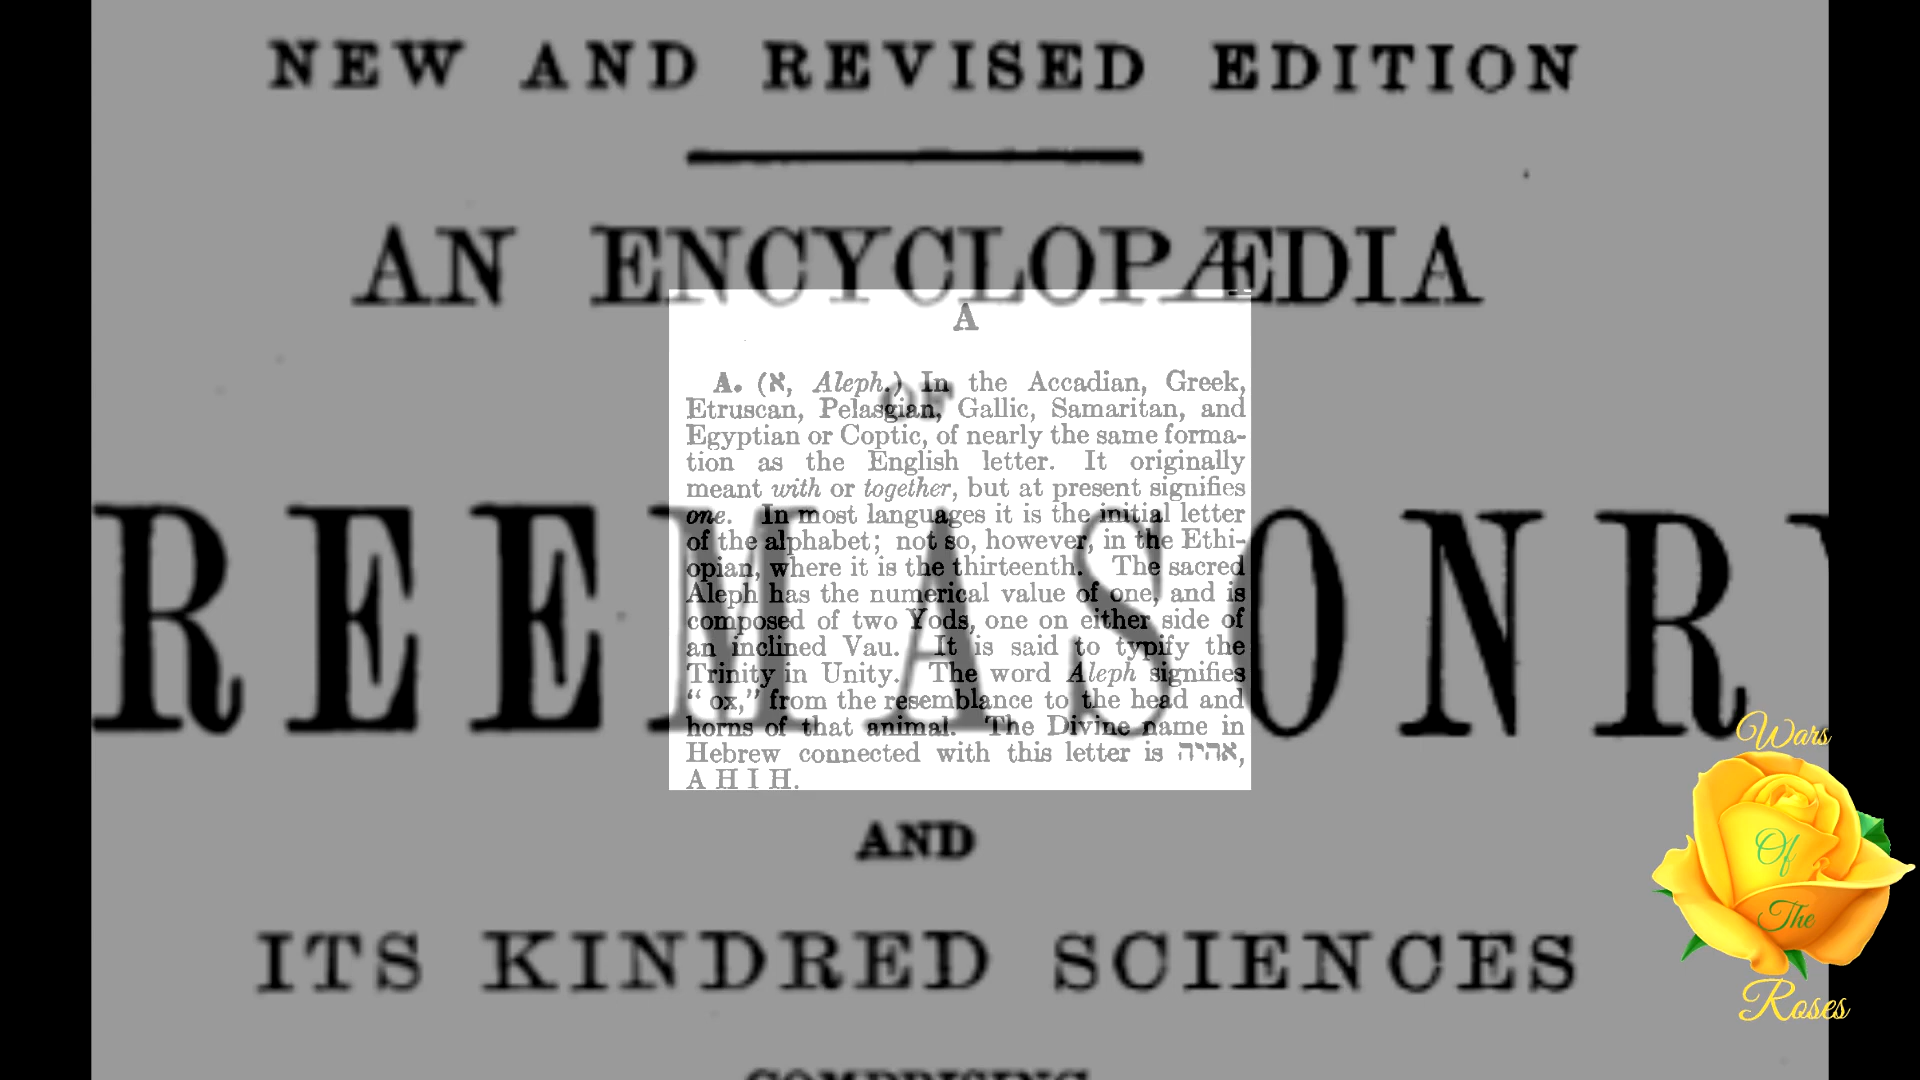 NEW AND REVISED EDITION
AN ENCYCLOPÆDIA
OF
REEMASONRY
A
A. (א, Aleph.) In the Accadian, Greek,
Etruscan, Pelasgian, Gallic, Samaritan, and
Egyptian or Coptic, of nearly the same forma-
tion as the English letter. It originally
meant with or together, but at present signifies
one. In most languages it is the initial letter
of the alphabet; not so, however, in the Ethi-
opian, where it is the thirteenth. The sacred
Aleph has the numerical value of one, and is
composed of two Yods, one on either side of
an inclined Vau. It is said to typify the
Trinity in Unity. The word Aleph signifies
“ ox,” from the resemblance to the head and
horns of that animal. The Divine name in
Hebrew connected with this letter is אהיה,
A H I H.
AND
ITS KINDRED SCIENCES
COMPRISING
Wars
Of
The
Roses